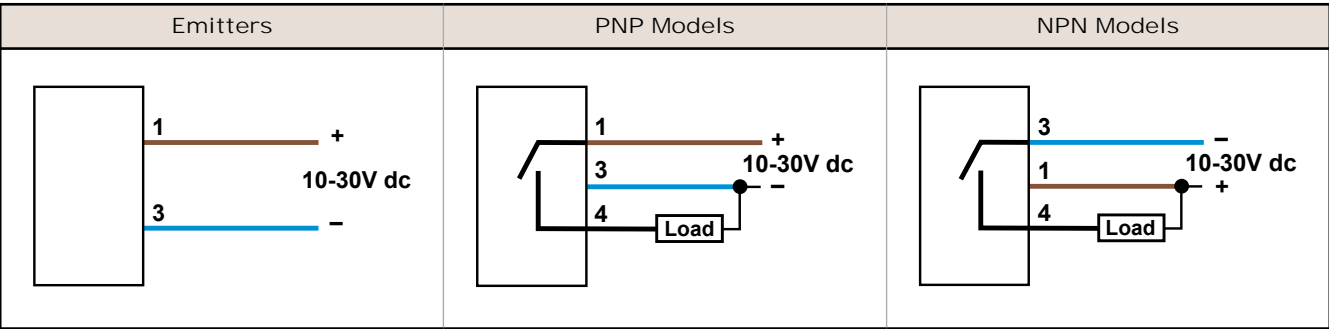 Emitters
PNP Models
NPN Models
1
+
10-30V dc
3
−
1
+
10-30V dc
3
−
4
Load
3
−
10-30V dc
1
+
4
Load